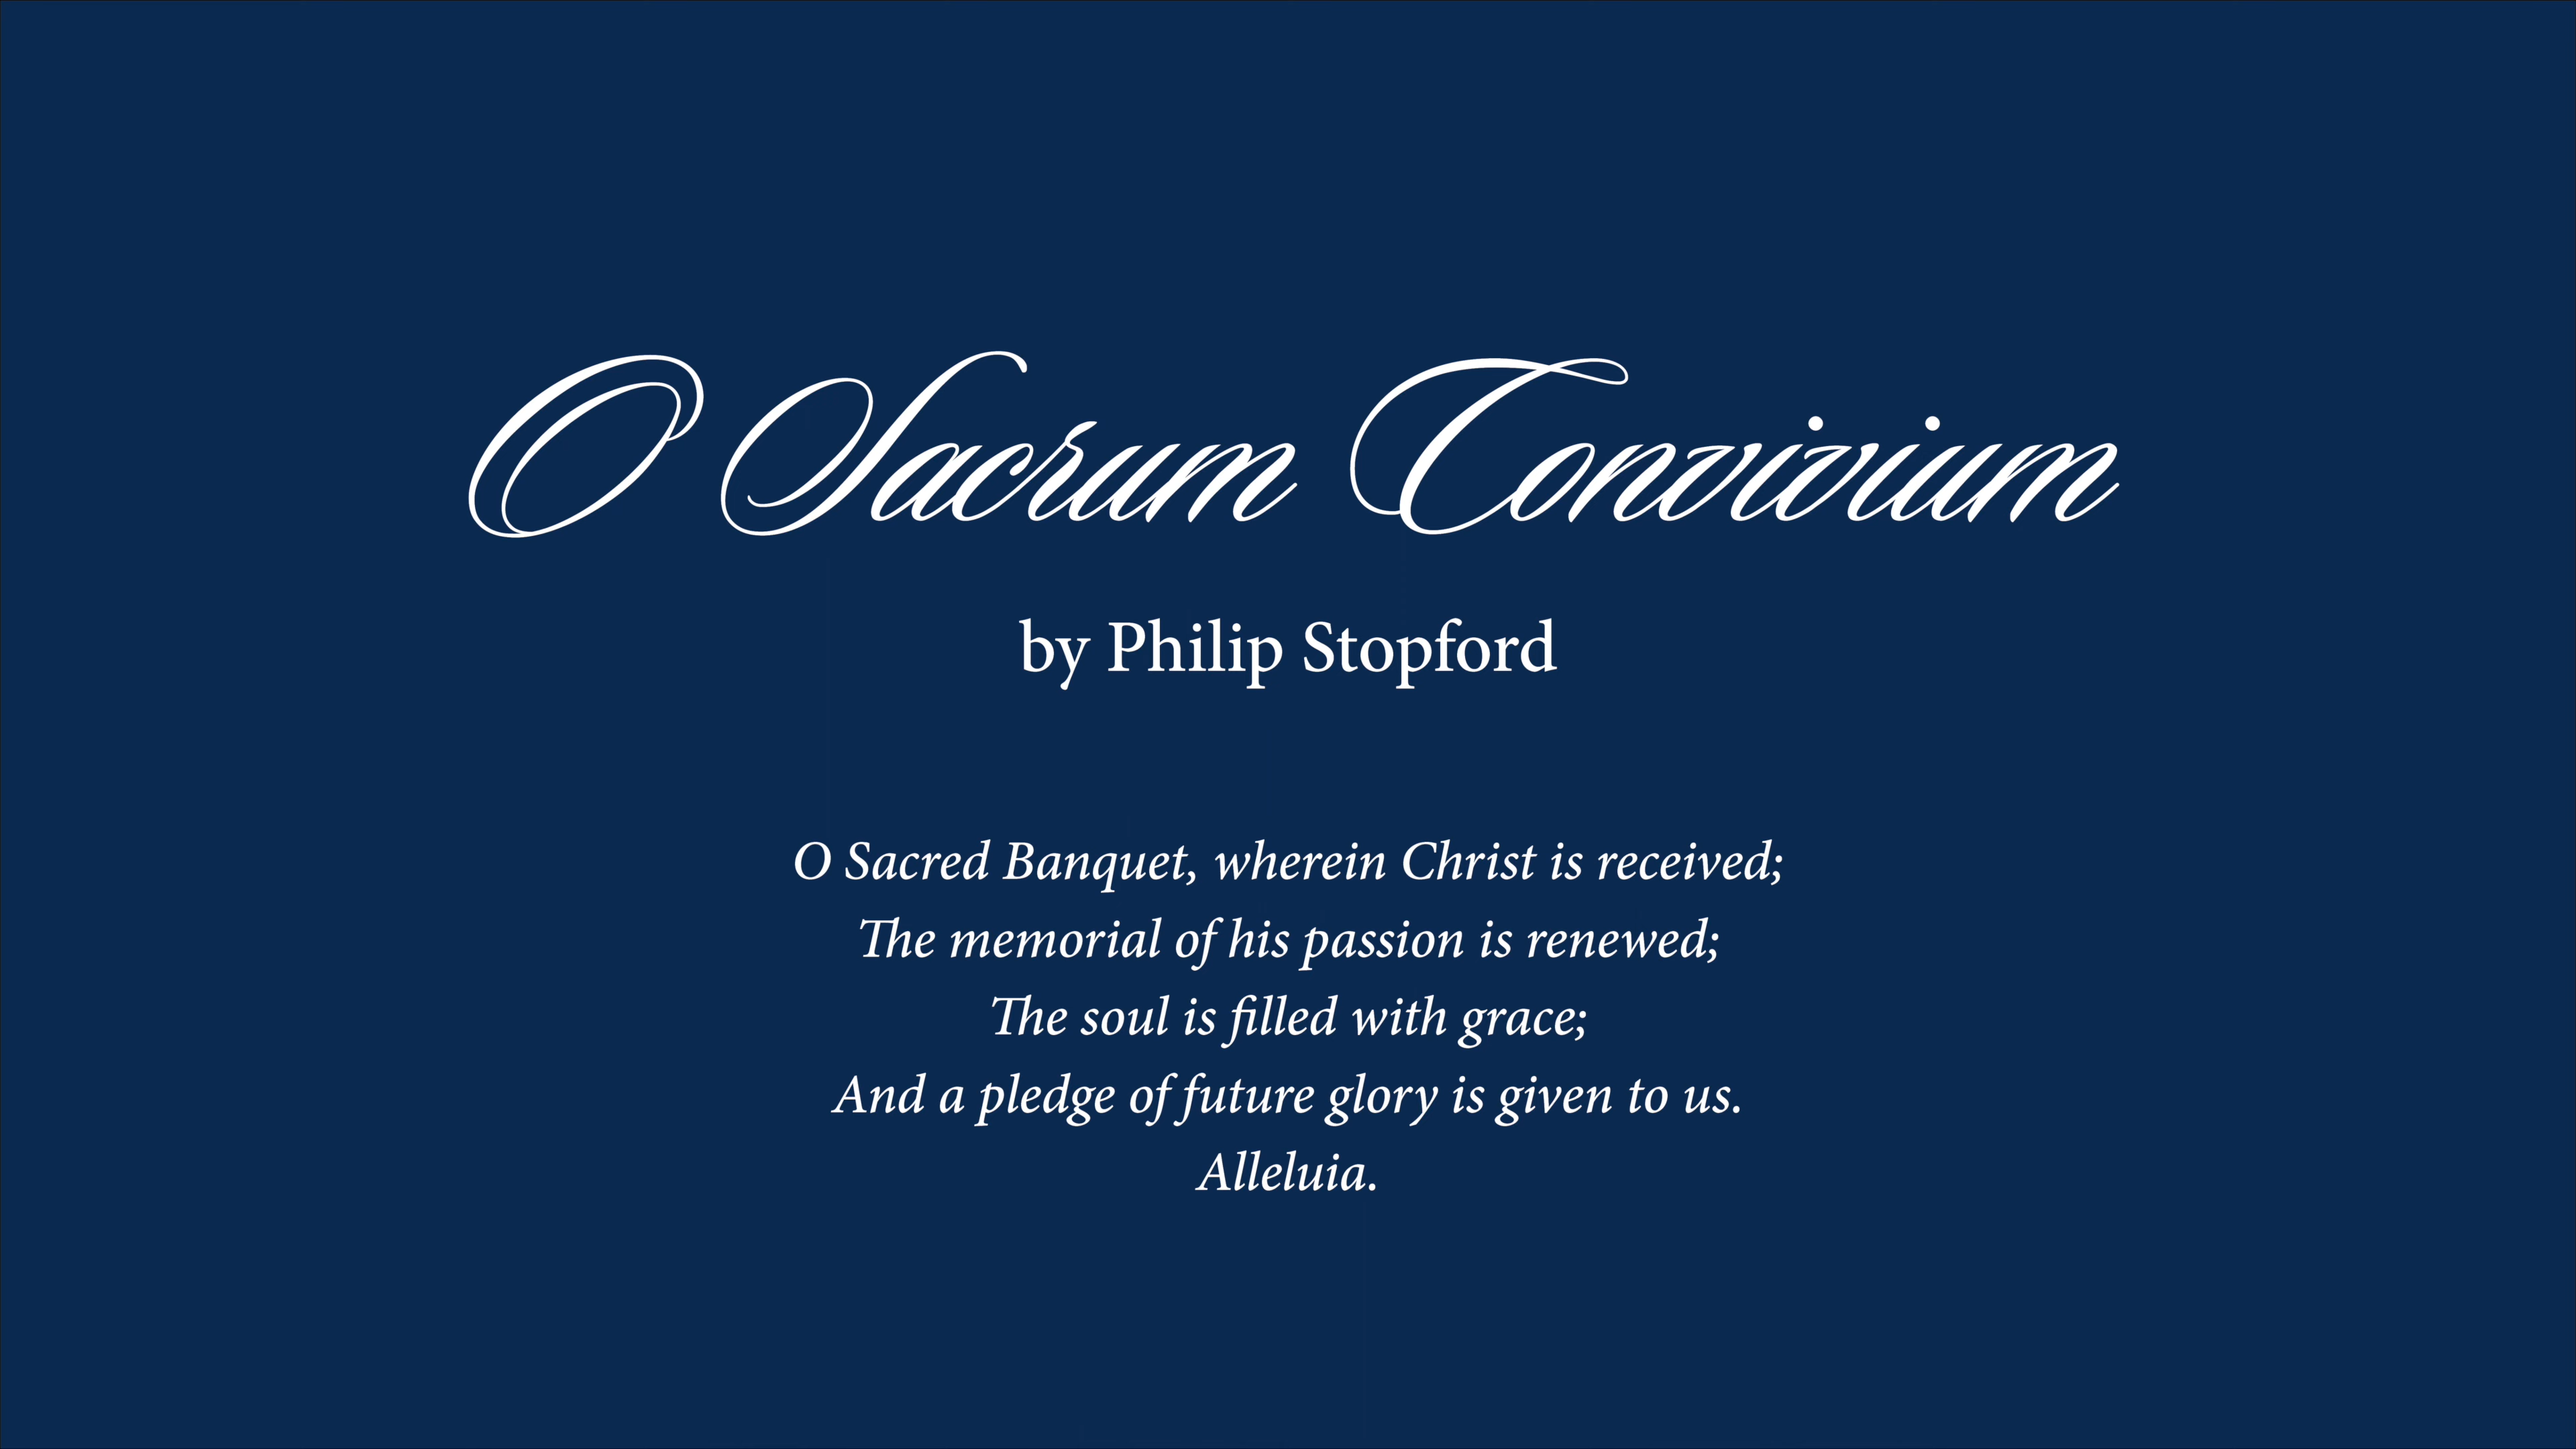 O Sacrum Convivium
by Philip Stopford
O Sacred Banquet, wherein Christ is received;
The memorial of his passion is renewed;
The soul is filled with grace;
And a pledge of future glory is given to us.
Alleluia.